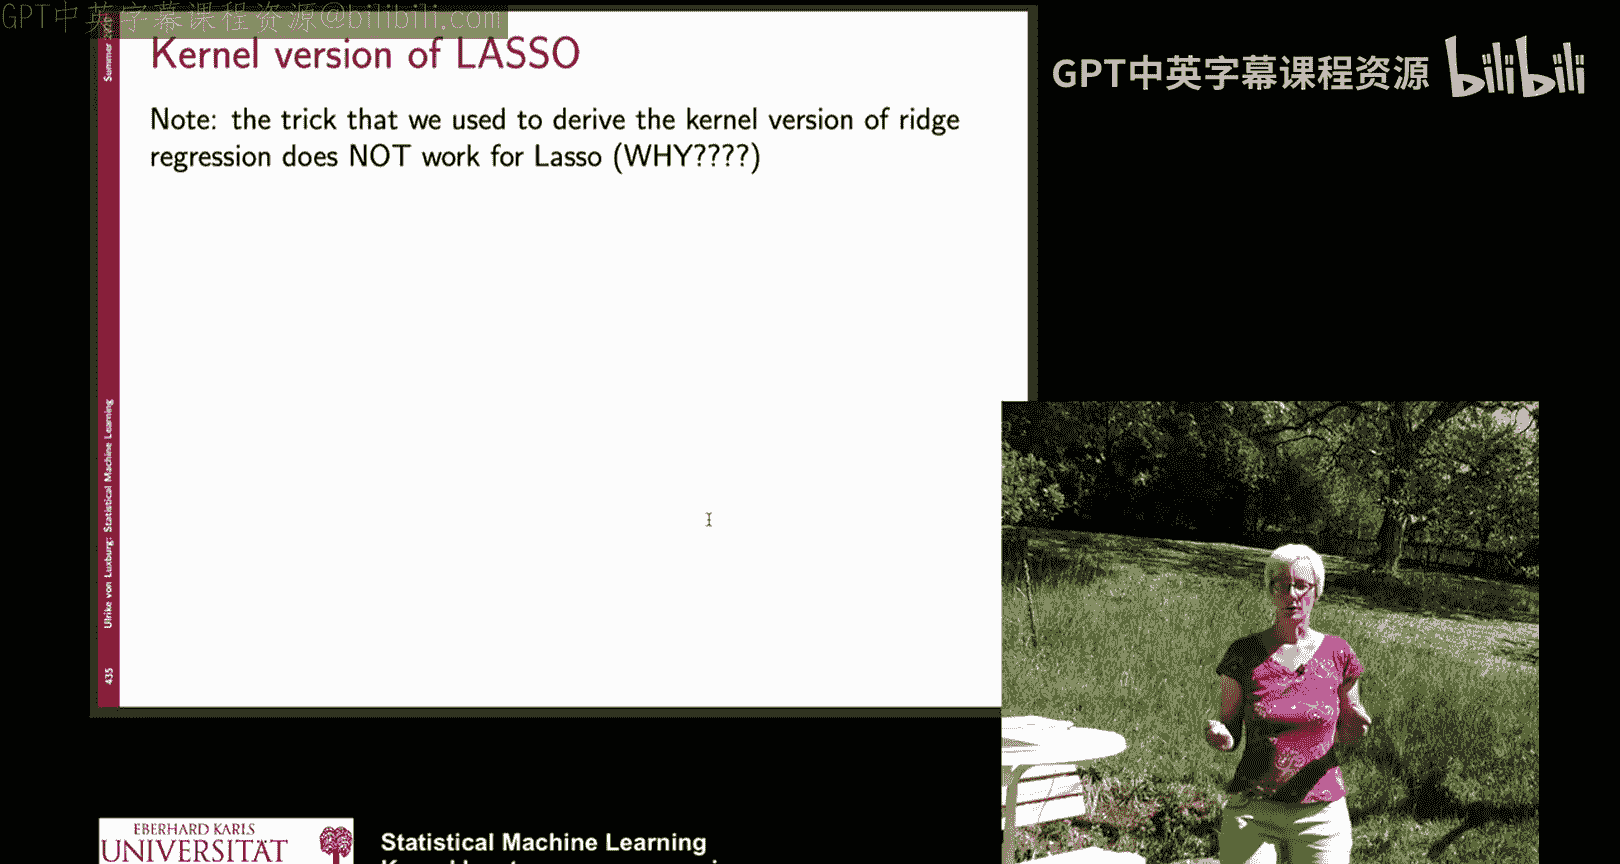 GPT中英字幕课程资源@bilibili.com
Kernel version of LASSO
Note: the trick that we used to derive the kernel version of ridge
regression does NOT work for Lasso (WHY????)
Summer
Ulrike von Luxburg: Statistical Machine Learning
435
GPT中英字幕课程资源 bilibili
EBERHARD KARLS
UNIVERSITÄT
Statistical Machine Learning